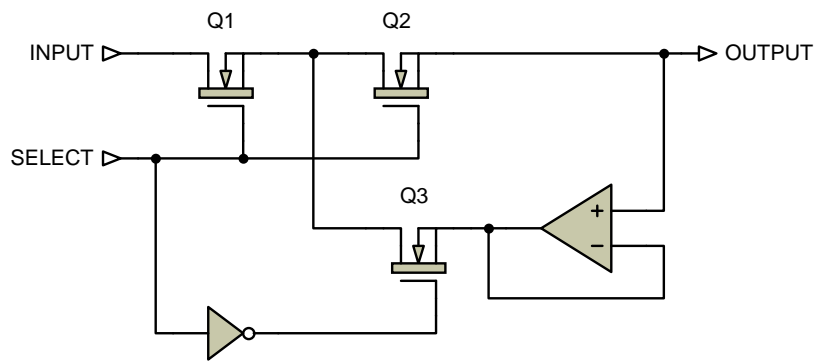 Q1 Q2
INPUT OUTPUT
SELECT
Q3
+
−